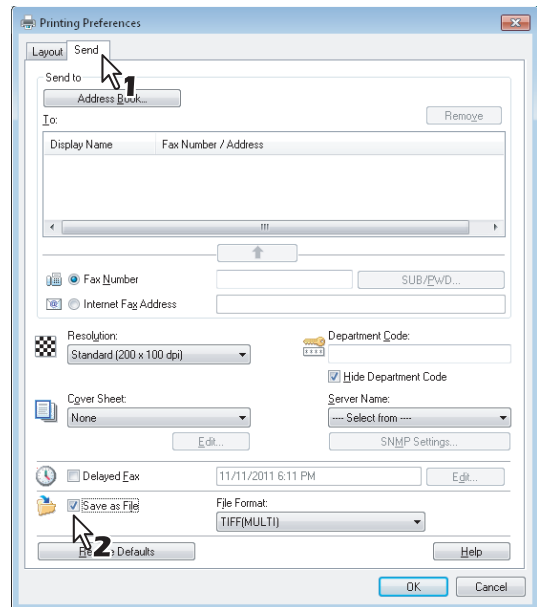 Printing Preferences
Layout Send
1
Send to
Address Book...
To:
Remove
Display Name Fax Number / Address
Fax Number
SUB/PWD...
Internet Fax Address
Resolution:
Department Code:
Standard (200 x 100 dpi)
Hide Department Code
Cover Sheet:
Server Name:
None
---- Select from ----
Edit...
SNMP Settings...
Delayed Fax
11/11/2011 6:11 PM
Edit...
Save as File
File Format:
TIFF(MULTI)
2
Defaults
Help
OK Cancel